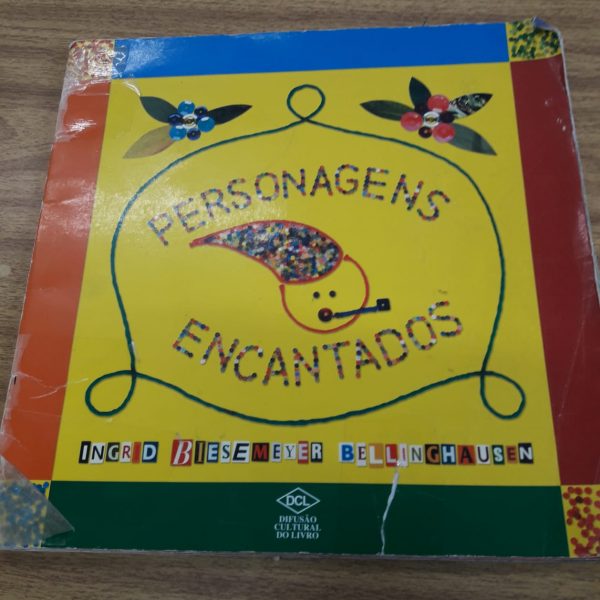 PERSONAGENS
ENCANTADOS
INGRID BIESEMEYER BELLINGHAUSEN
DCL
DIFUSÃO
CULTURAL
DO LIVRO